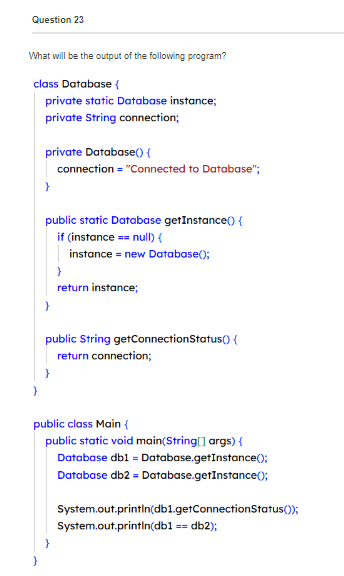 Question 23
What will be the output of the following program?
class Database {
private static Database instance;
private String connection;
private Database() {
connection = "Connected to Database";
}
public static Database getInstance() {
if (instance == null) {
instance = new Database();
}
return instance;
}
public String getConnectionStatus() {
return connection;
}
}
public class Main {
public static void main(String[] args) {
Database db1 = Database.getInstance();
Database db2 = Database.getInstance();
System.out.println(db1.getConnectionStatus());
System.out.println(db1 == db2);
}
}